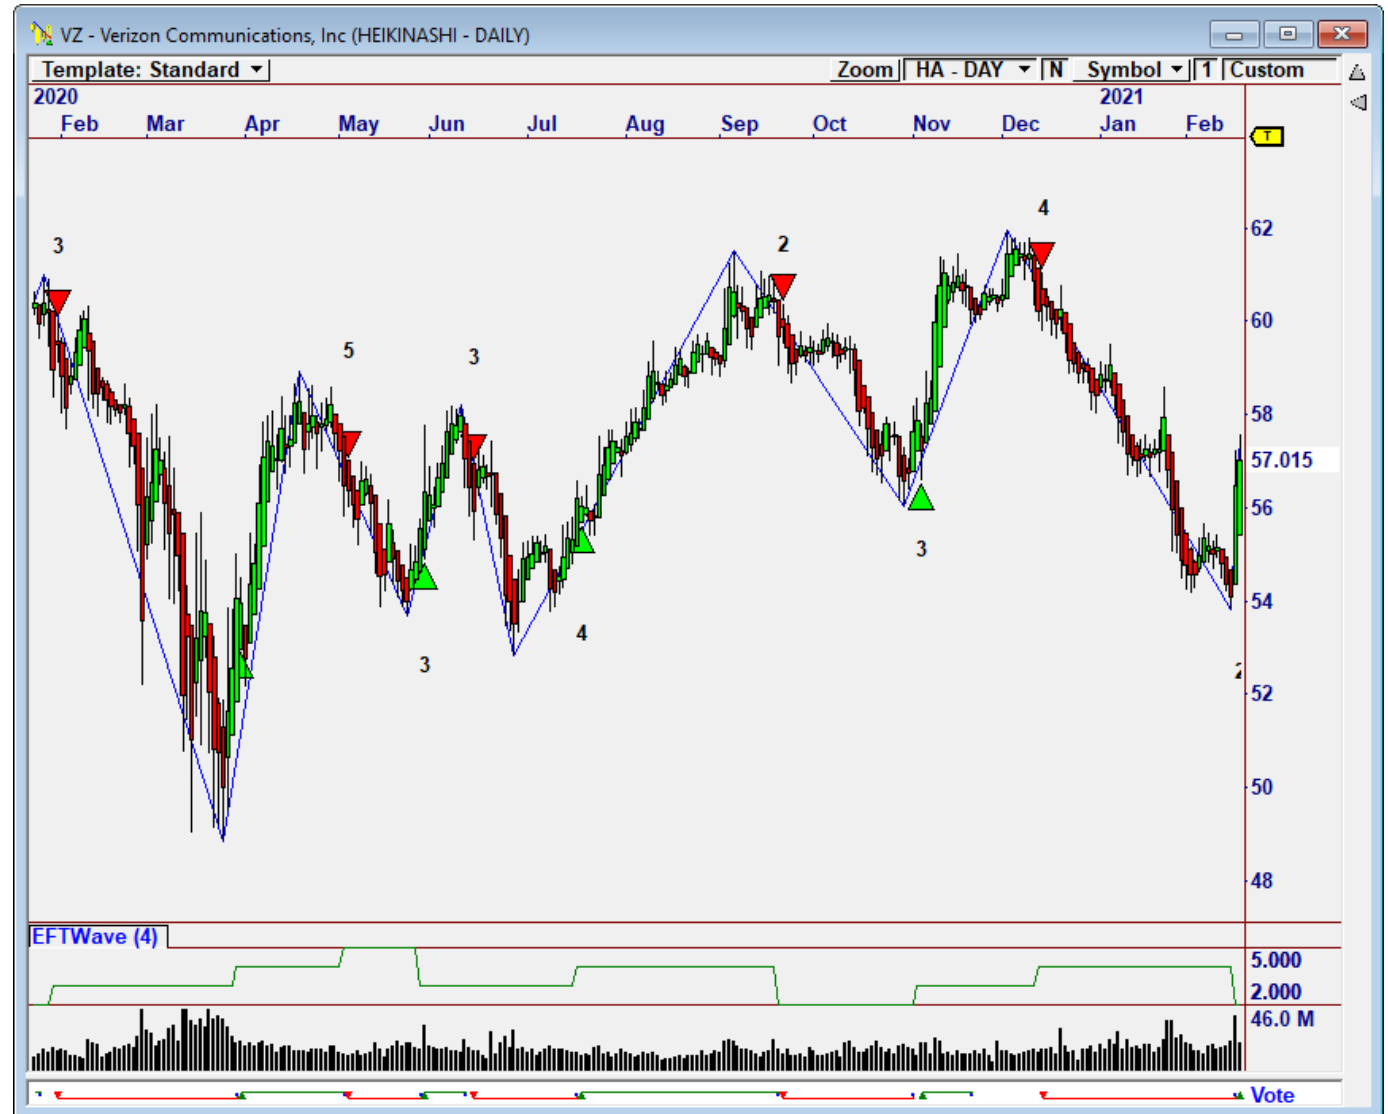 VZ - Verizon Communications, Inc (HEIKINASHI - DAILY)
Template: Standard Zoom HA - DAY N Symbol 1 Custom
2020 2021
Feb Mar Apr May Jun Jul Aug Sep Oct Nov Dec Jan Feb
T
4
62
3 2
60
5 3
58
57.015
56
3
54
4
3 2
52
50
48
EFTWave (4)
5.000
2.000
46.0 M
Vote